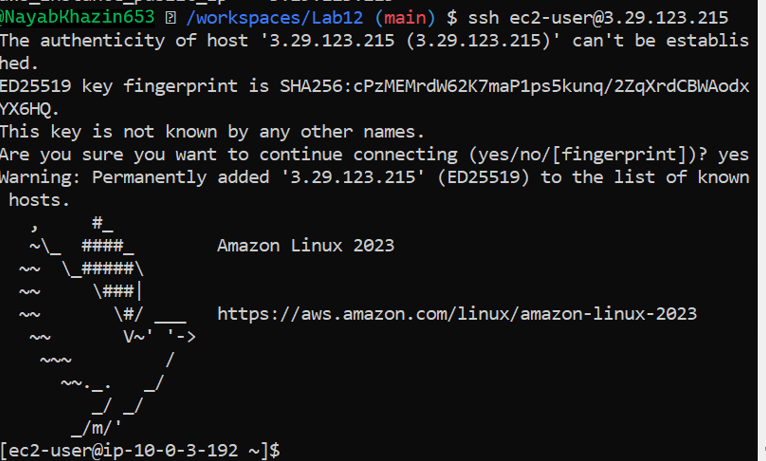 @NayabKhazin653 /workspaces/Lab12 (main) $ ssh ec2-user@3.29.123.215
The authenticity of host '3.29.123.215 (3.29.123.215)' can't be establis
hed.
ED25519 key fingerprint is SHA256:cPzMEMrdW62K7maP1ps5kunq/2ZqXrdCBWAodx
YX6HQ.
This key is not known by any other names.
Are you sure you want to continue connecting (yes/no/[fingerprint])? yes
Warning: Permanently added '3.29.123.215' (ED25519) to the list of known
 hosts.
   ,     #_
   ~\_  ####_        Amazon Linux 2023
  ~~  \_#####\
  ~~     \###|
  ~~       \#/ ___   https://aws.amazon.com/linux/amazon-linux-2023
   ~~       V~' '->
    ~~~         /
      ~~._.   _/
         _/ _/
       _/m/'
[ec2-user@ip-10-0-3-192 ~]$